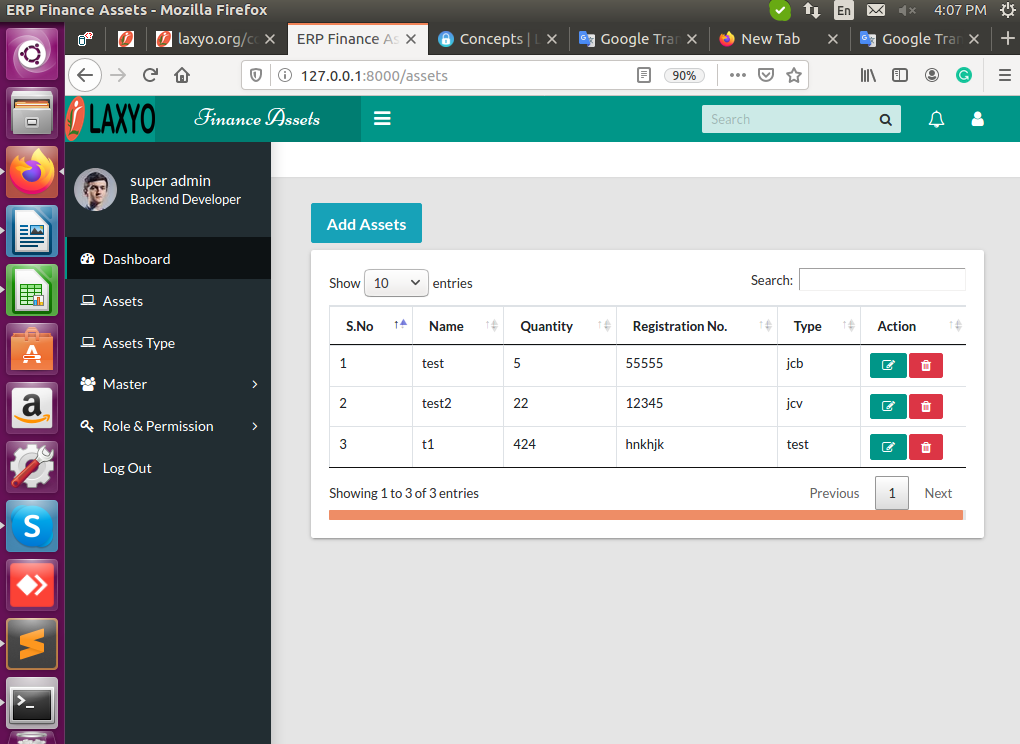 ERP Finance Assets - Mozilla Firefox
En
4:07 PM
laxyo.org/c
ERP Finance As
Concepts | L
Google Tran
New Tab
Google Tran
127.0.0.1:8000/assets
90%
LAXYO
Finance Assets
Search
super admin
Backend Developer
Dashboard
Assets
Assets Type
Master
Role & Permission
Log Out
Add Assets
Show 10 entries
Search:
S.No Name Quantity Registration No. Type Action
1 test 5 55555 jcb
2 test2 22 12345 jcv
3 t1 424 hnkhjk test
Showing 1 to 3 of 3 entries
Previous 1 Next